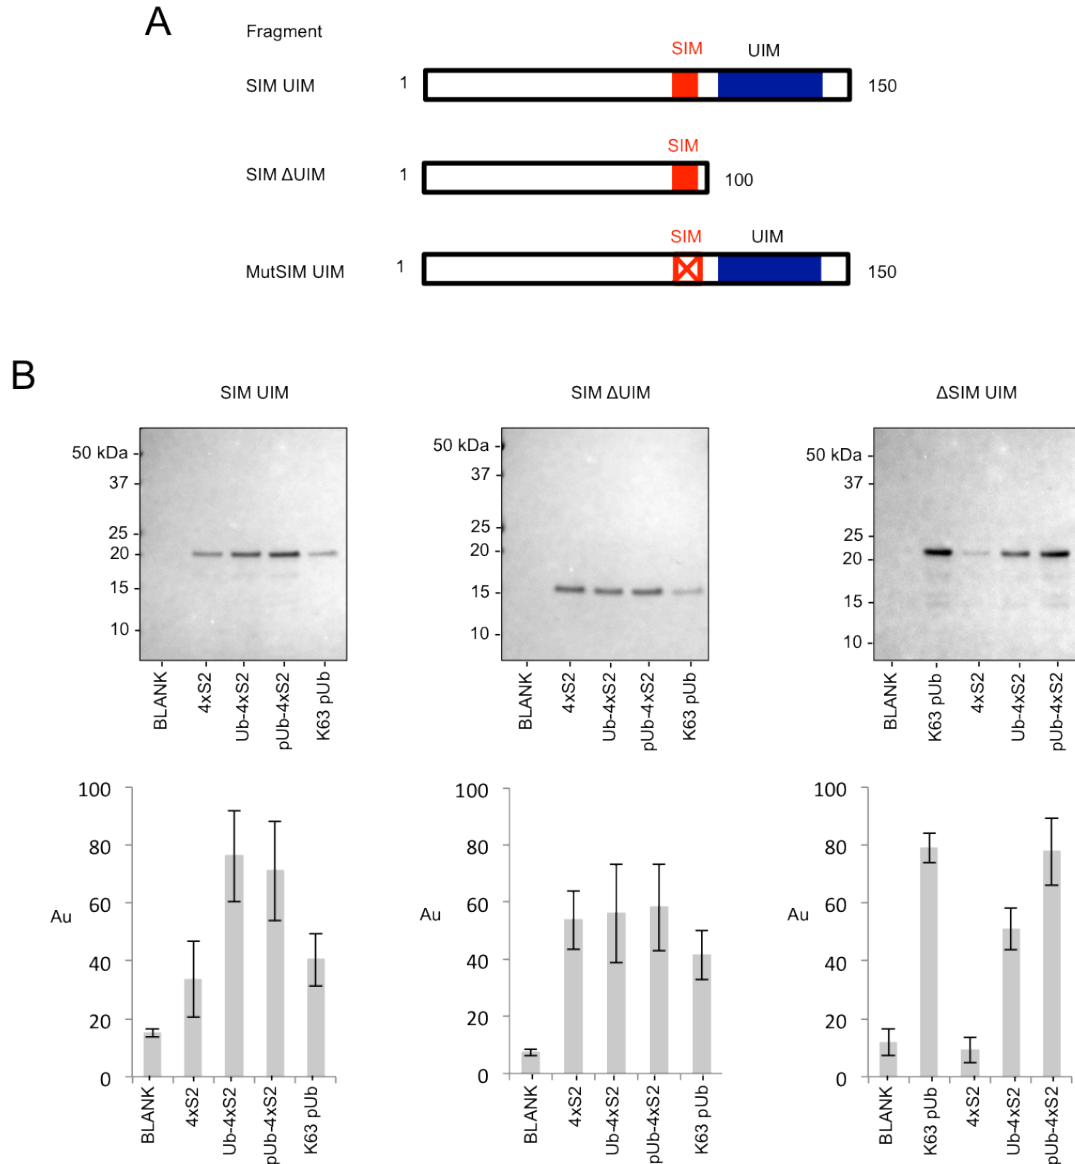 A
Fragment
SIM UIM
SIM UIM 1 150
SIM
SIM ΔUIM 1 100
SIM UIM
MutSIM UIM 1 150
B
SIM UIM
50 kDa
37
25
20
15
10
BLANK
4xS2
Ub-4xS2
pUb-4xS2
K63 pUb
SIM ΔUIM
50 kDa
37
25
20
15
10
BLANK
4xS2
Ub-4xS2
pUb-4xS2
K63 pUb
ΔSIM UIM
50 kDa
37
25
20
15
10
BLANK
K63 pUb
4xS2
Ub-4xS2
pUb-4xS2
100
80
60
Au
40
20
0
BLANK
4xS2
Ub-4xS2
pUb-4xS2
K63 pUb
100
80
60
Au
40
20
0
BLANK
4xS2
Ub-4xS2
pUb-4xS2
K63 pUb
100
80
60
Au
40
20
0
BLANK
K63 pUb
4xS2
Ub-4xS2
pUb-4xS2